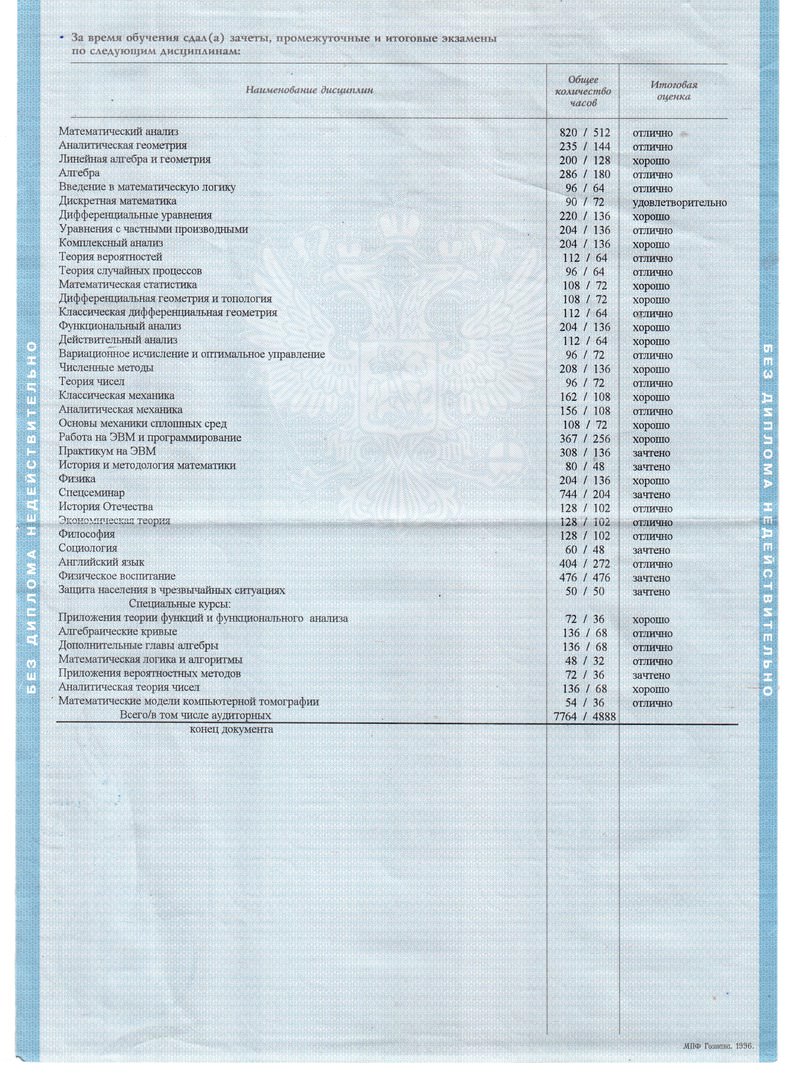 За время обучения сдал(а) зачеты, промежуточные и итоговые экзамены
по следующим дисциплинам:
Наименование дисциплин Общее количество часов Итоговая оценка
Математический анализ 820 / 512 отлично
Аналитическая геометрия 235 / 144 отлично
Линейная алгебра и геометрия 200 / 128 хорошо
Алгебра 286 / 180 отлично
Введение в математическую логику 96 / 64 отлично
Дискретная математика 90 / 72 удовлетворительно
Дифференциальные уравнения 220 / 136 хорошо
Уравнения с частными производными 204 / 136 отлично
Комплексный анализ 204 / 136 хорошо
Теория вероятностей 112 / 64 отлично
Теория случайных процессов 96 / 64 отлично
Математическая статистика 108 / 72 хорошо
Дифференциальная геометрия и топология 108 / 72 хорошо
Классическая дифференциальная геометрия 112 / 64 отлично
Функциональный анализ 204 / 136 хорошо
Действительный анализ 112 / 64 хорошо
Вариационное исчисление и оптимальное управление 96 / 72 отлично
Численные методы 208 / 136 хорошо
Теория чисел 96 / 72 отлично
Классическая механика 162 / 108 хорошо
Аналитическая механика 156 / 108 отлично
Основы механики сплошных сред 108 / 72 хорошо
Работа на ЭВМ и программирование 367 / 256 хорошо
Практикум на ЭВМ 308 / 136 зачтено
История и методология математики 80 / 48 зачтено
Физика 204 / 136 хорошо
Спецсеминар 744 / 204 зачтено
История Отечества 128 / 102 отлично
Экономическая теория 128 / 102 отлично
Философия 128 / 102 отлично
Социология 60 / 48 зачтено
Английский язык 404 / 272 отлично
Физическое воспитание 476 / 476 зачтено
Защита населения в чрезвычайных ситуациях 50 / 50 зачтено
Специальные курсы:
Приложения теории функций и функционального анализа 72 / 36 хорошо
Алгебраические кривые 136 / 68 отлично
Дополнительные главы алгебры 136 / 68 отлично
Математическая логика и алгоритмы 48 / 32 отлично
Приложения вероятностных методов 72 / 36 зачтено
Аналитическая теория чисел 136 / 68 хорошо
Математические модели компьютерной томографии 54 / 36 отлично
Всего/в том числе аудиторных 7764 / 4888
конец документа
БЕЗ ДИПЛОМА НЕДЕЙСТВИТЕЛЬНО
БЕЗ ДИПЛОМА НЕДЕЙСТВИТЕЛЬНО
МПФ Гознака. 1996.